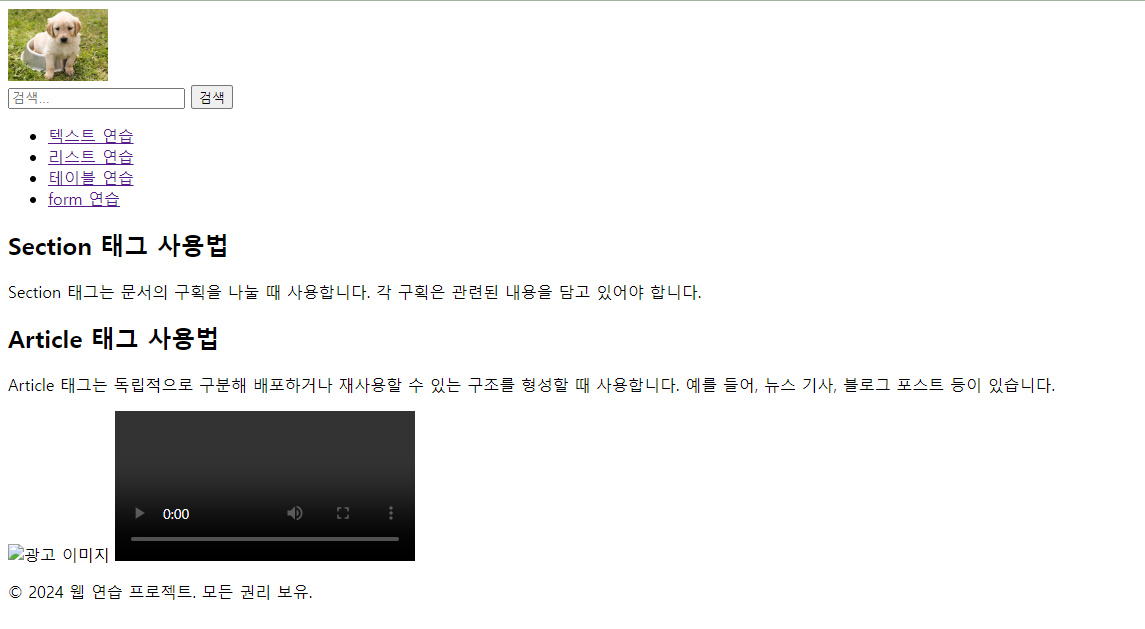 검색...
검색
텍스트 연습
리스트 연습
테이블 연습
form 연습
Section 태그 사용법
Section 태그는 문서의 구획을 나눌 때 사용합니다. 각 구획은 관련된 내용을 담고 있어야 합니다.
Article 태그 사용법
Article 태그는 독립적으로 구분해 배포하거나 재사용할 수 있는 구조를 형성할 때 사용합니다. 예를 들어, 뉴스 기사, 블로그 포스트 등이 있습니다.
0:00
광고 이미지
© 2024 웹 연습 프로젝트. 모든 권리 보유.